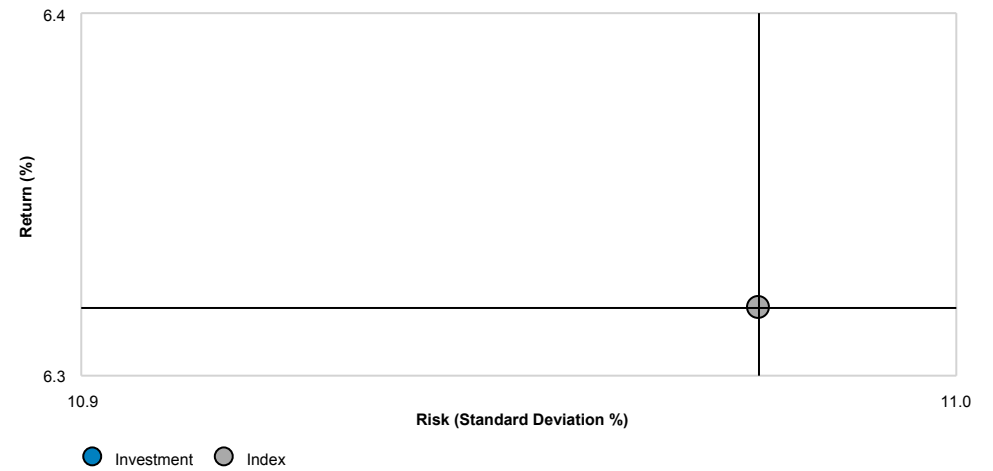 6.4
Return (%)
6.3
10.9
11.0
Risk (Standard Deviation %)
Investment Index